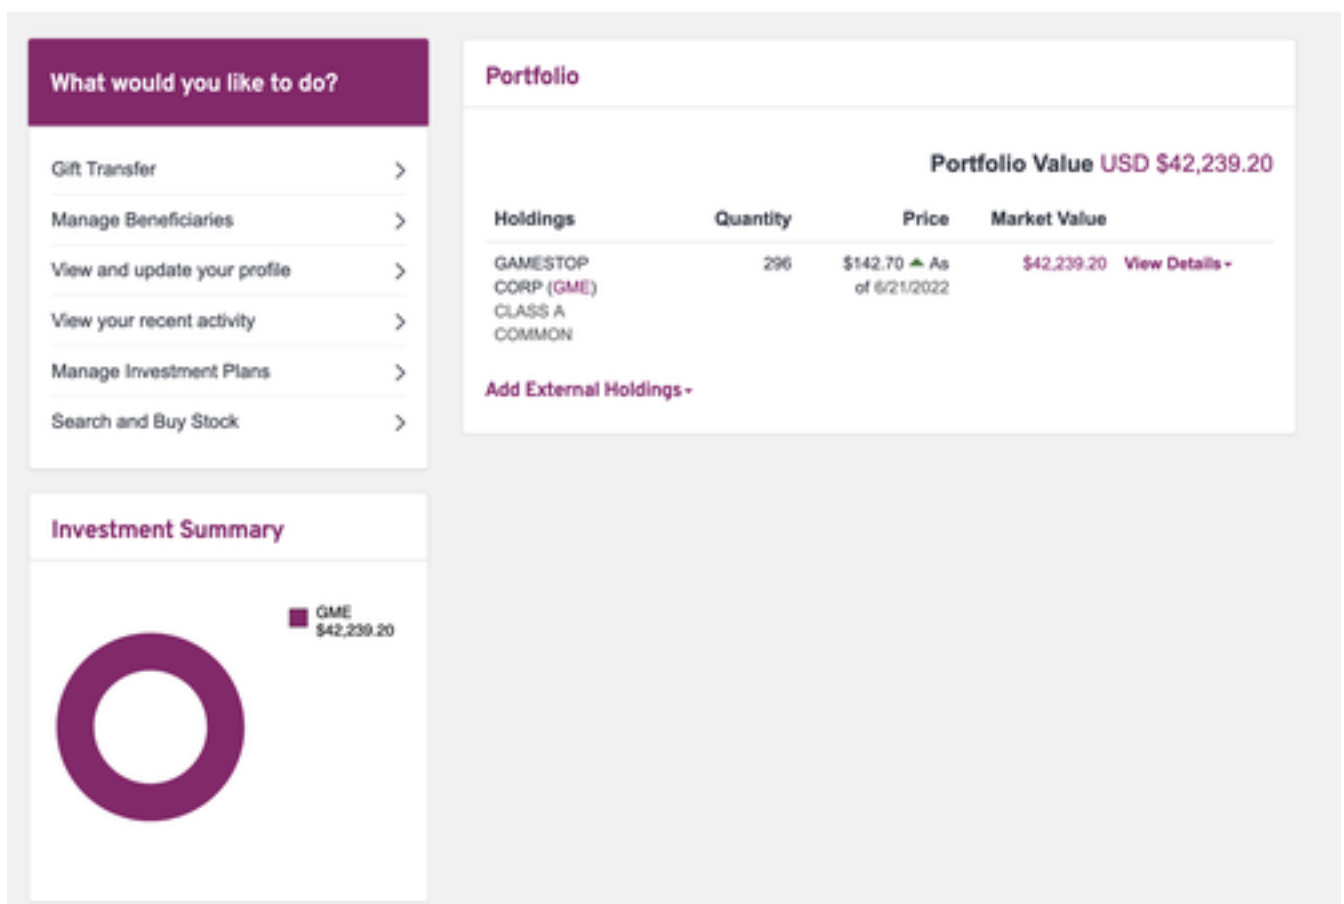 What would you like to do?
Gift Transfer
Manage Beneficiaries
View and update your profile
View your recent activity
Manage Investment Plans
Search and Buy Stock
Investment Summary
GME
$42,239.20
Portfolio
Portfolio Value USD $42,239.20
Holdings Quantity Price Market Value
GAMESTOP 296 $142.70 As $42,239.20 View Details
CORP (GME) of 6/21/2022
CLASS A
COMMON
Add External Holdings